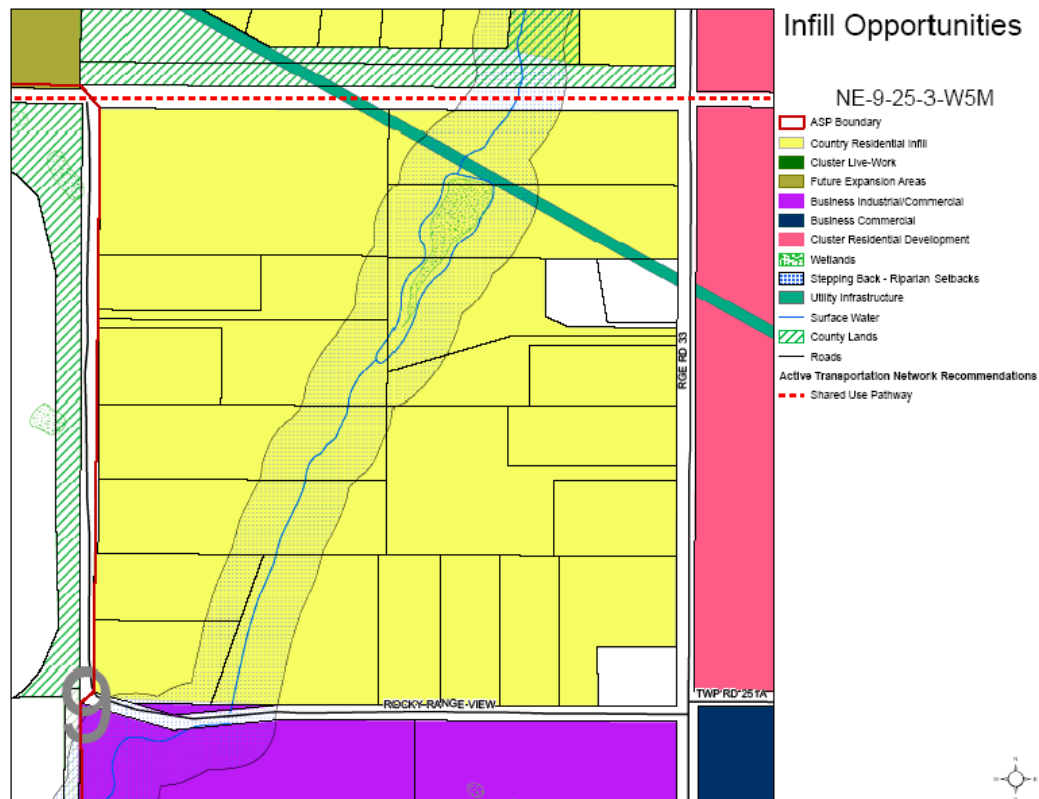 Infill Opportunities
NE-9-25-3-W5M
ASP Boundary
Country Residential Infill
Cluster Live-Work
Future Expansion Areas
Business Industrial/Commercial
Business Commercial
Cluster Residential Development
Wetlands
Stepping Back - Riparian Setbacks
Utility Infrastructure
Surface Water
County Lands
Roads
Active Transportation Network Recommendations
Shared Use Pathway
RGE RD 33
TWP RD 251A
ROCKY RANGE VIEW
9
N
W
E
S